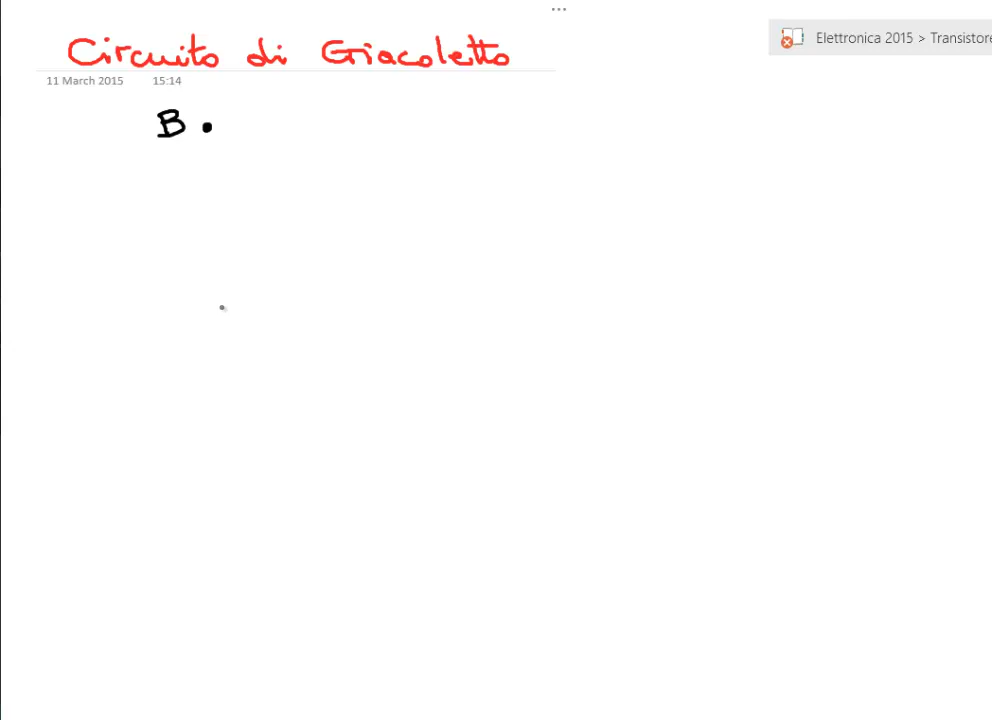 ...
Circuito di Giacoletto
Elettronica 2015 > Transistore
11 March 2015 15:14
B .